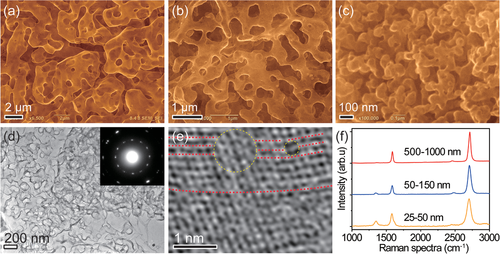 (a)
2 µm
(b)
1 µm
(c)
100 nm
(d)
200 nm
(e)
1 nm
(f)
Intensity (arb.u)
500-1000 nm
50-150 nm
25-50 nm
1000 1500 2000 2500 3000
Raman spectra (cm⁻¹)